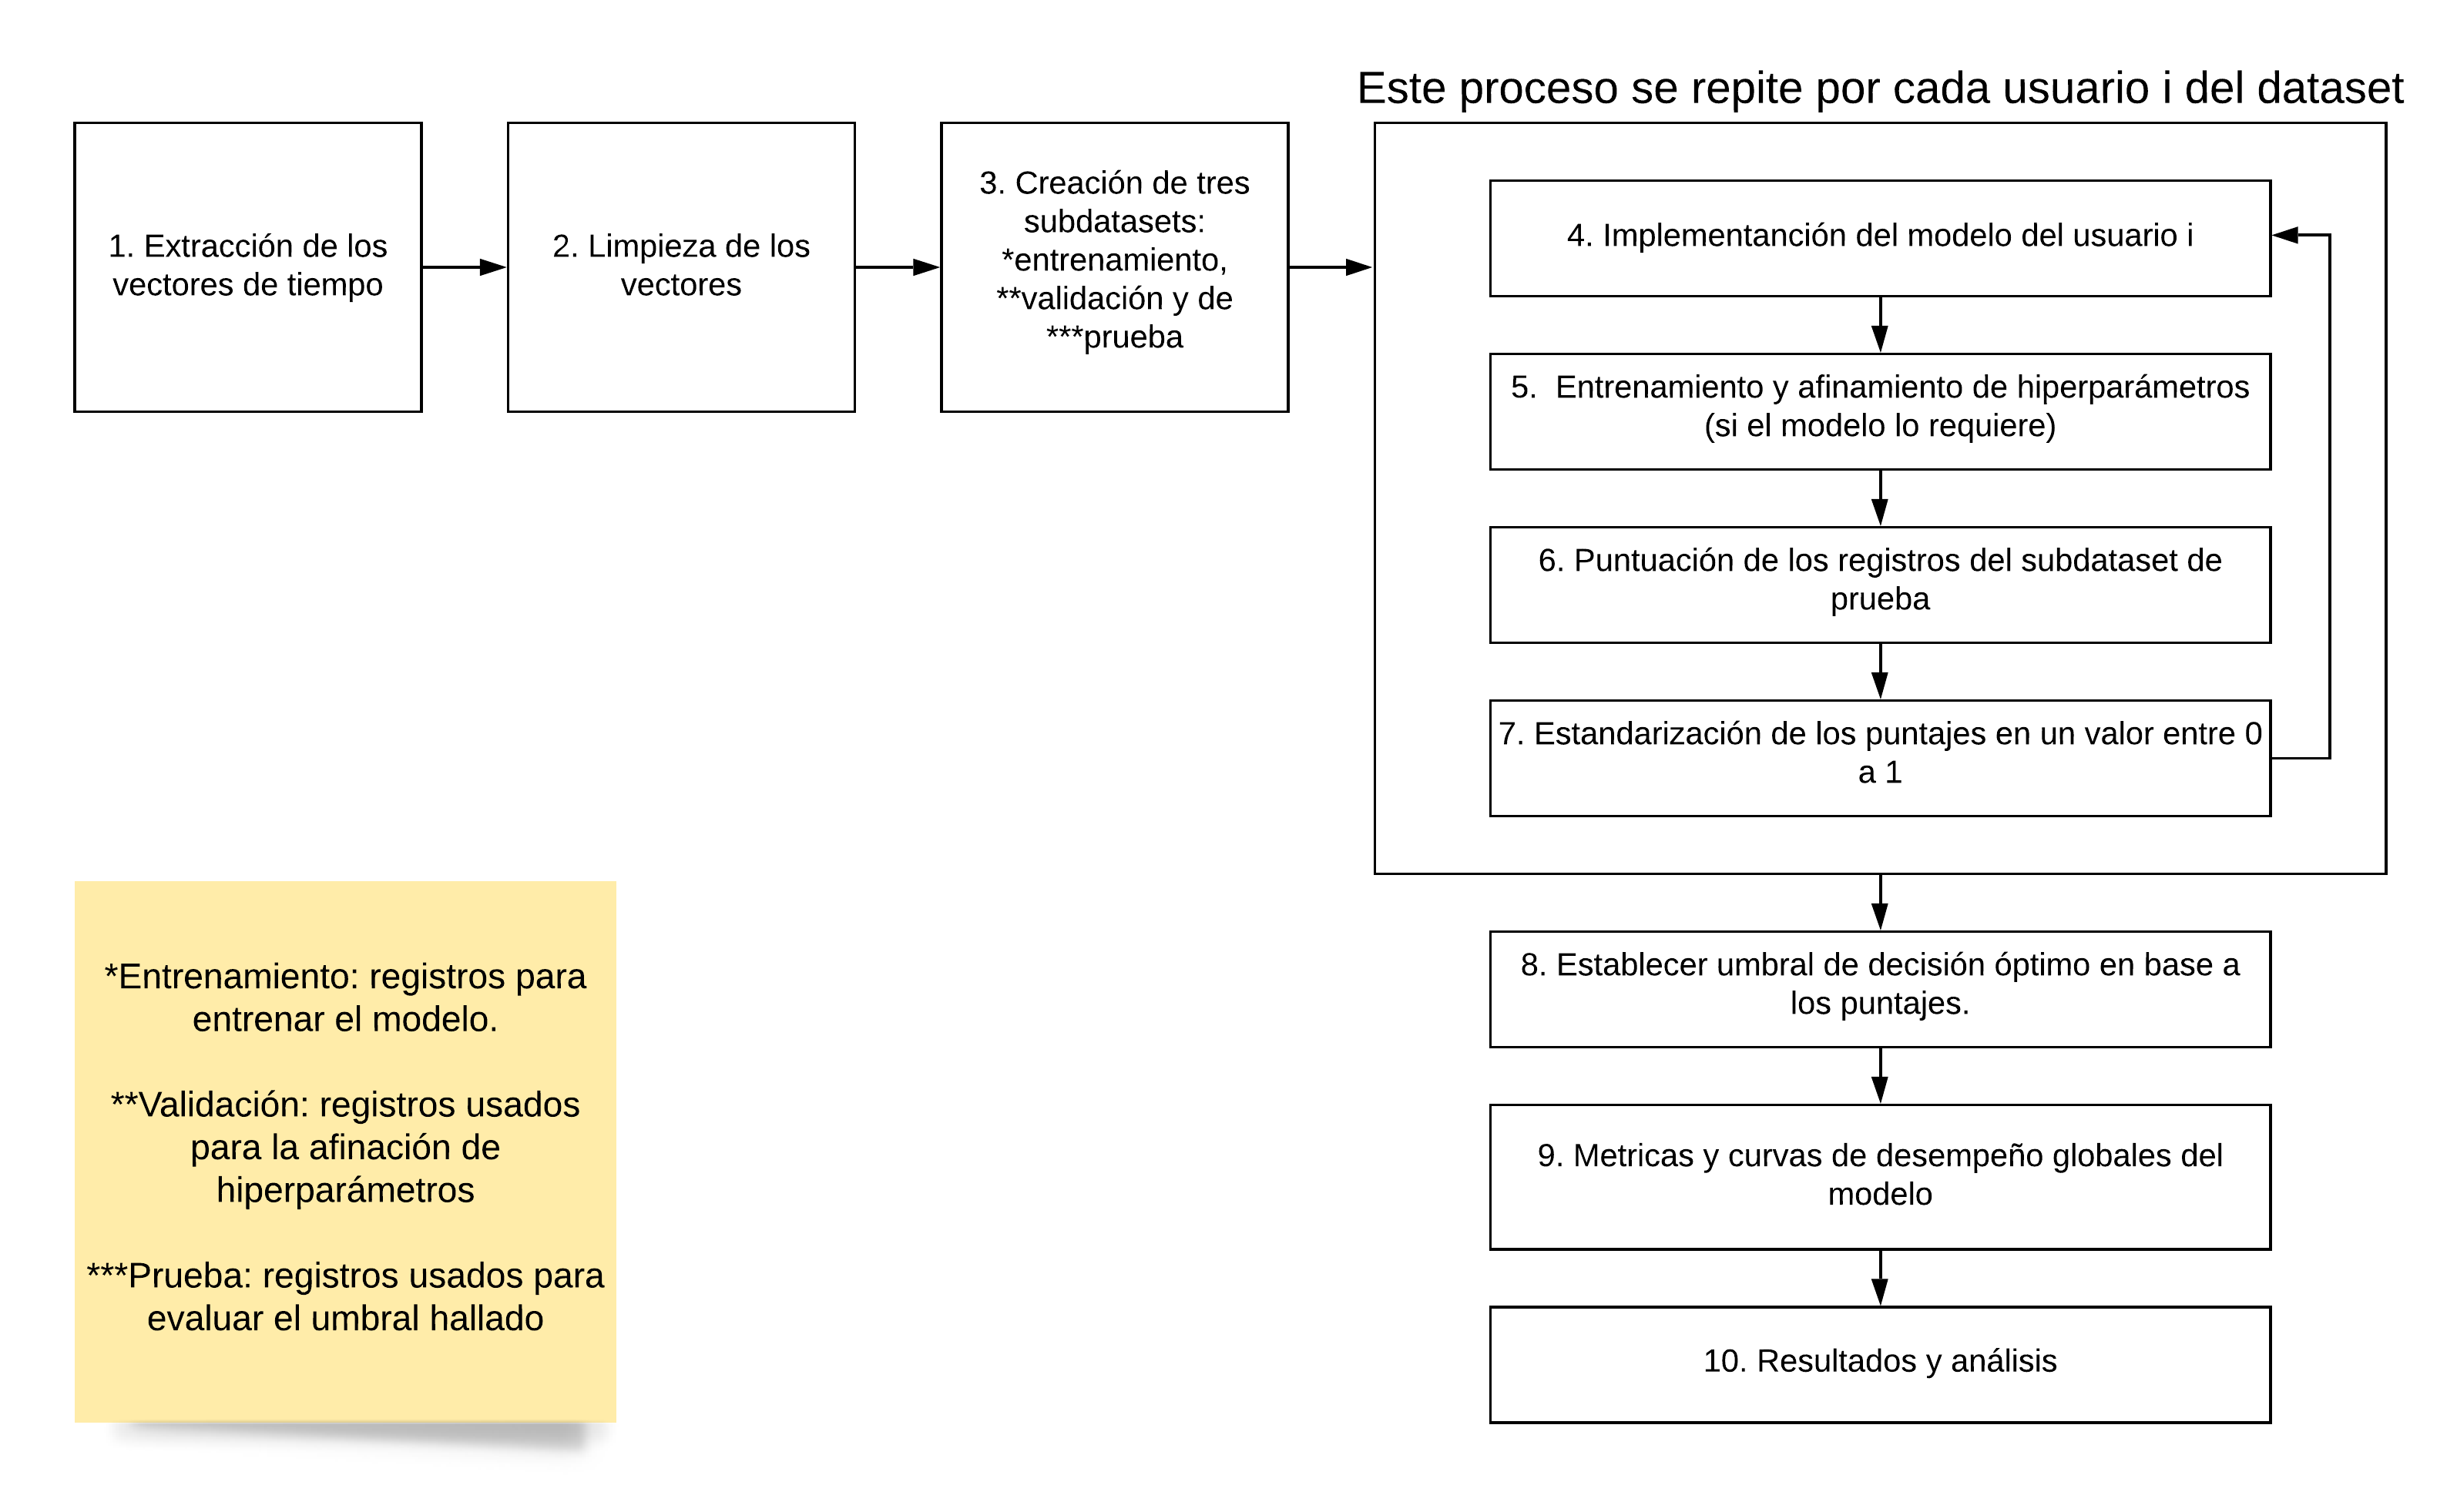 Este proceso se repite por cada usuario i del dataset
1. Extracción de los
vectores de tiempo
2. Limpieza de los
vectores
3. Creación de tres
subdatasets:
*entrenamiento,
**validación y de
***prueba
4. Implementanción del modelo del usuario i
5.  Entrenamiento y afinamiento de hiperparámetros
(si el modelo lo requiere)
6. Puntuación de los registros del subdataset de
prueba
7. Estandarización de los puntajes en un valor entre 0
a 1
8. Establecer umbral de decisión óptimo en base a
los puntajes.
9. Metricas y curvas de desempeño globales del
modelo
10. Resultados y análisis
*Entrenamiento: registros para
entrenar el modelo.
**Validación: registros usados
para la afinación de
hiperparámetros
***Prueba: registros usados para
evaluar el umbral hallado